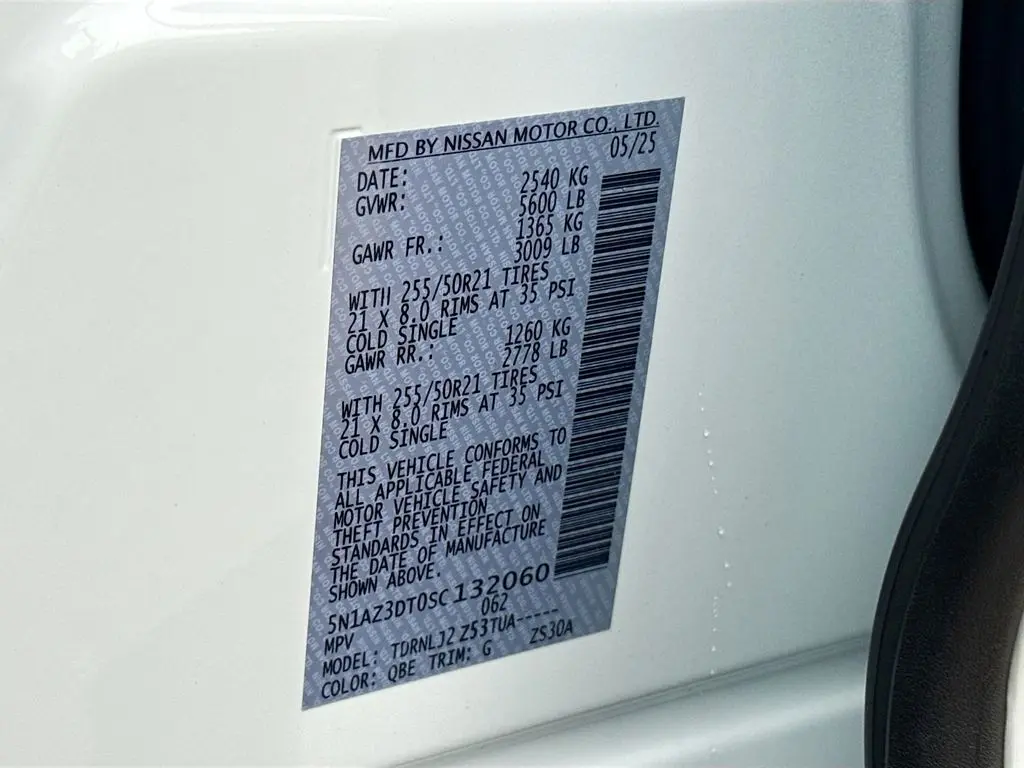 MFD BY NISSAN MOTOR CO., LTD.
DATE: 05/25
GVWR: 2540 KG
5600 LB
GAWR FR.: 1365 KG
3009 LB
WITH 255/50R21 TIRES
21 X 8.0 RIMS AT 35 PSI
COLD SINGLE
GAWR RR.: 1260 KG
2778 LB
WITH 255/50R21 TIRES
21 X 8.0 RIMS AT 35 PSI
COLD SINGLE
THIS VEHICLE CONFORMS TO
ALL APPLICABLE FEDERAL
MOTOR VEHICLE SAFETY AND
THEFT PREVENTION
STANDARDS IN EFFECT ON
THE DATE OF MANUFACTURE
SHOWN ABOVE.
5N1AZ3DT0SC132060
MPV 062
MODEL: TDRNLJ2 Z53TUA-----
COLOR: QBE TRIM: G ZS30A